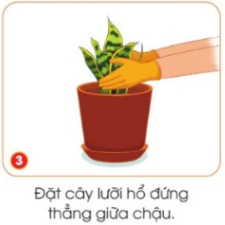 3
Đặt cây lưỡi hổ đứng
thẳng giữa chậu.